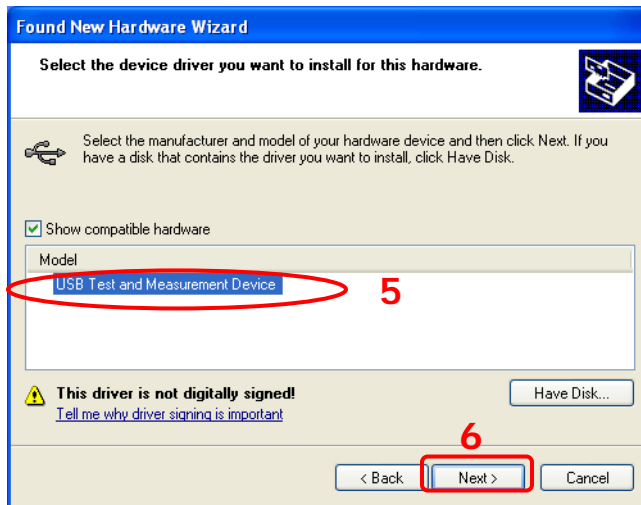 Found New Hardware Wizard
Select the device driver you want to install for this hardware.
Select the manufacturer and model of your hardware device and then click Next. If you
have a disk that contains the driver you want to install, click Have Disk.
Show compatible hardware
Model
USB Test and Measurement Device
5
This driver is not digitally signed!
Have Disk...
Tell me why driver signing is important
6
< Back
Next >
Cancel